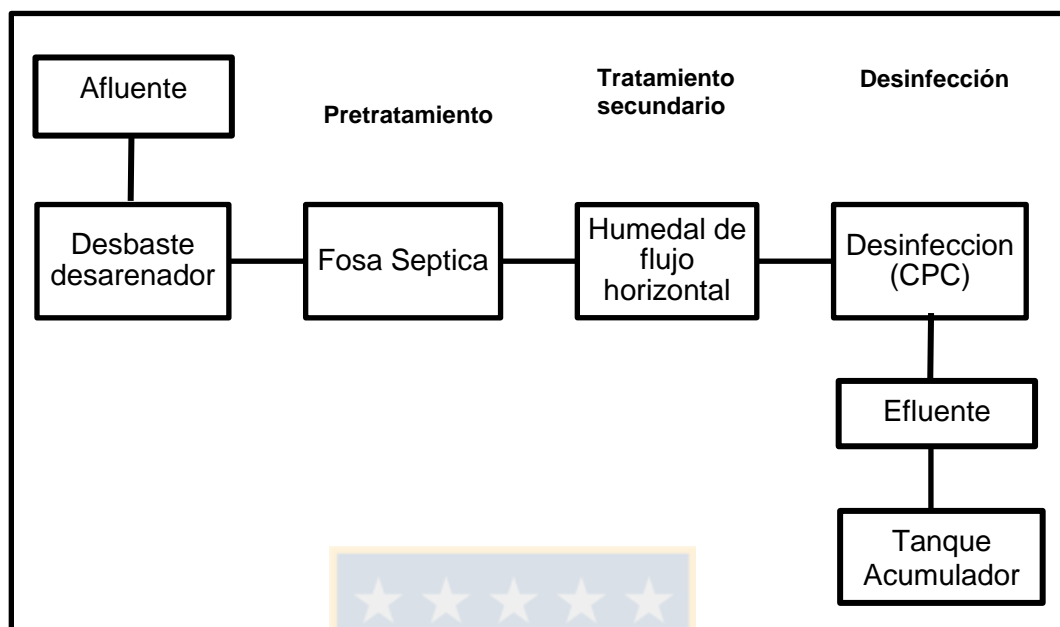 Afluente
Pretratamiento
Tratamiento
secundario
Desinfección
Desbaste
desarenador
Fosa Septica
Humedal de
flujo
horizontal
Desinfeccion
(CPC)
Efluente
Tanque
Acumulador